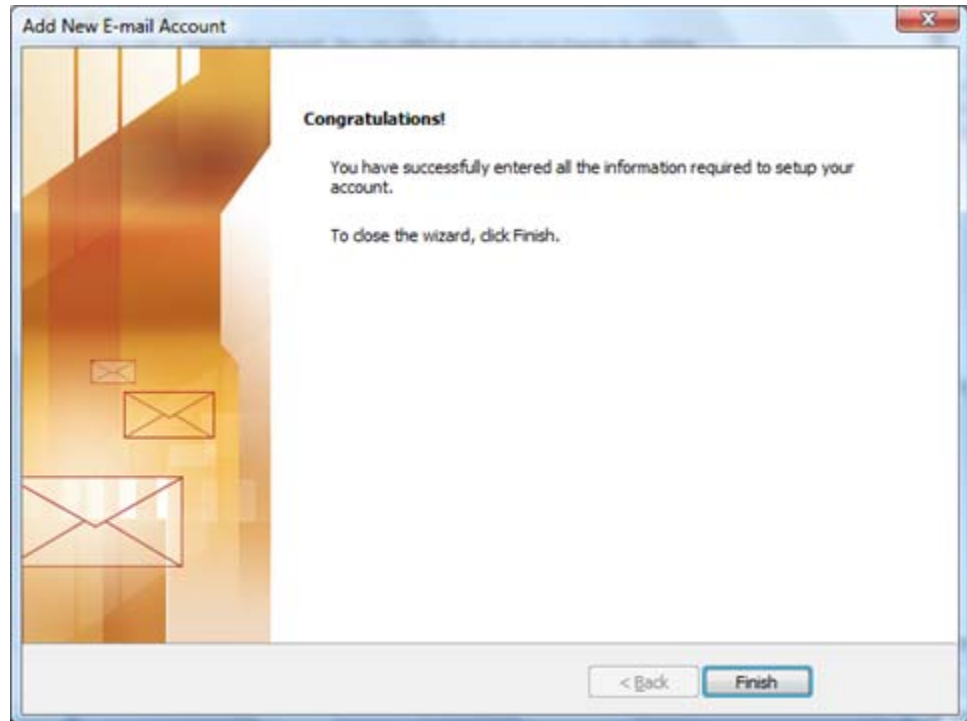 Add New E-mail Account
Congratulations!
You have successfully entered all the information required to setup your
account.
To close the wizard, click Finish.
< Back
Finish